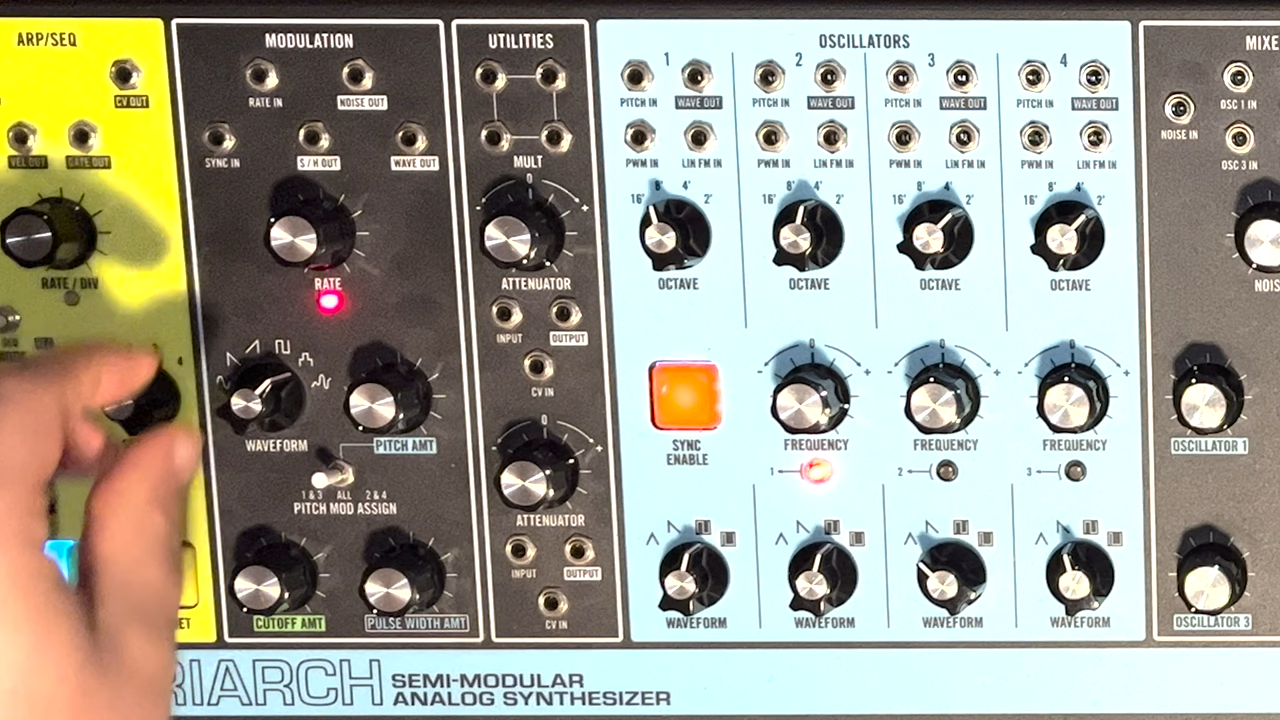 ARP/SEQ
CV OUT
VEL OUT GATE OUT
RATE / DIV
4
MODULATION
RATE IN NOISE OUT
SYNC IN S/H OUT WAVE OUT
RATE
WAVEFORM
PITCH AMT
1 & 3 ALL 2 & 4
PITCH MOD ASSIGN
CUTOFF AMT PULSE WIDTH AMT
UTILITIES
MULT
0
- +
ATTENUATOR
INPUT OUTPUT
CV IN
0
- +
ATTENUATOR
INPUT OUTPUT
CV IN
OSCILLATORS
1 2 3 4
PITCH IN WAVE OUT PITCH IN WAVE OUT PITCH IN WAVE OUT PITCH IN WAVE OUT
PWM IN LIN FM IN PWM IN LIN FM IN PWM IN LIN FM IN PWM IN LIN FM IN
16' 8' 4' 2' 16' 8' 4' 2' 16' 8' 4' 2' 16' 8' 4' 2'
OCTAVE OCTAVE OCTAVE OCTAVE
0 0 0
- + - + - +
SYNC
ENABLE
FREQUENCY FREQUENCY FREQUENCY
1 2 3
WAVEFORM WAVEFORM WAVEFORM WAVEFORM
MIXE
OSC 1 IN
NOISE IN
OSC 3 IN
NOIS
OSCILLATOR 1
OSCILLATOR 3
RIARCH SEMI-MODULAR
ANALOG SYNTHESIZER